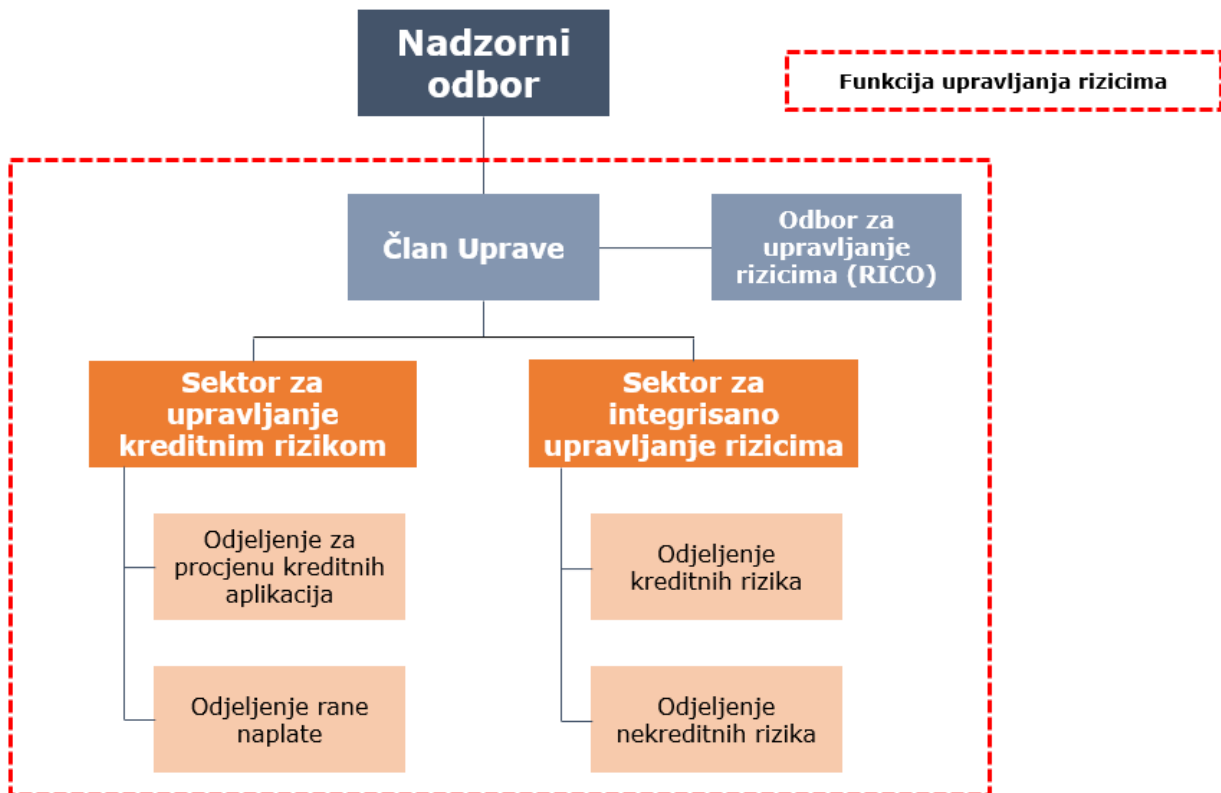 Nadzorni
odbor
Funkcija upravljanja rizicima
Član Uprave
Odbor za
upravljanje
rizicima (RICO)
Sektor za
upravljanje
kreditnim rizikom
Sektor za
integrisano
upravljanje rizicima
Odjeljenje za
procjenu kreditnih
aplikacija
Odjeljenje
kreditnih rizika
Odjeljenje rane
naplate
Odjeljenje
nekreditnih rizika